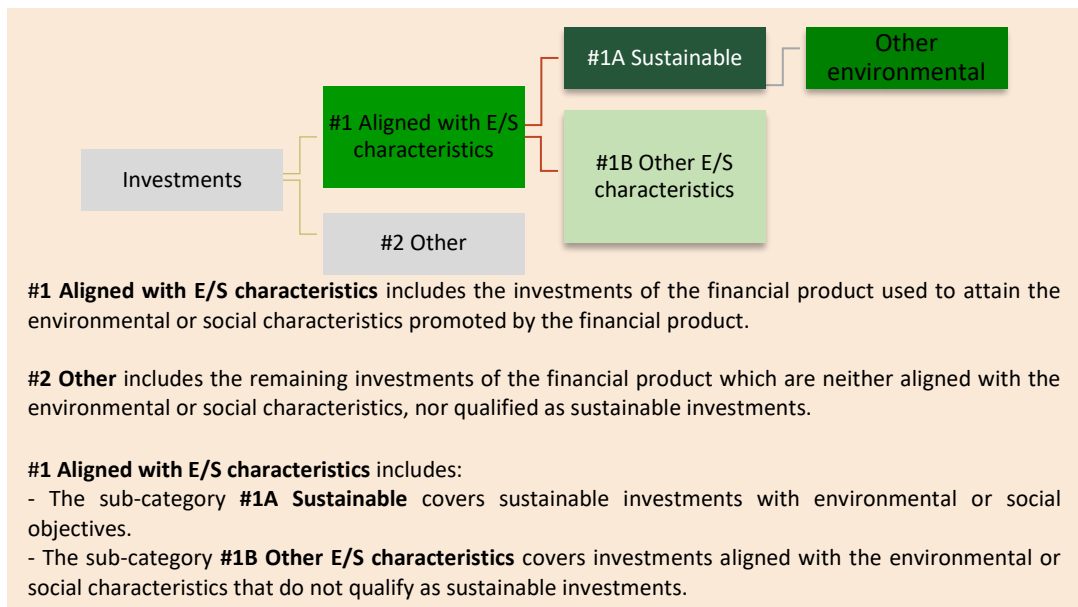 #1A Sustainable
Other
environmental
#1 Aligned with E/S
characteristics
#1B Other E/S
characteristics
Investments
#2 Other
#1 Aligned with E/S characteristics includes the investments of the financial product used to attain the
environmental or social characteristics promoted by the financial product.
#2 Other includes the remaining investments of the financial product which are neither aligned with the
environmental or social characteristics, nor qualified as sustainable investments.
#1 Aligned with E/S characteristics includes:
- The sub-category #1A Sustainable covers sustainable investments with environmental or social
objectives.
- The sub-category #1B Other E/S characteristics covers investments aligned with the environmental or
social characteristics that do not qualify as sustainable investments.